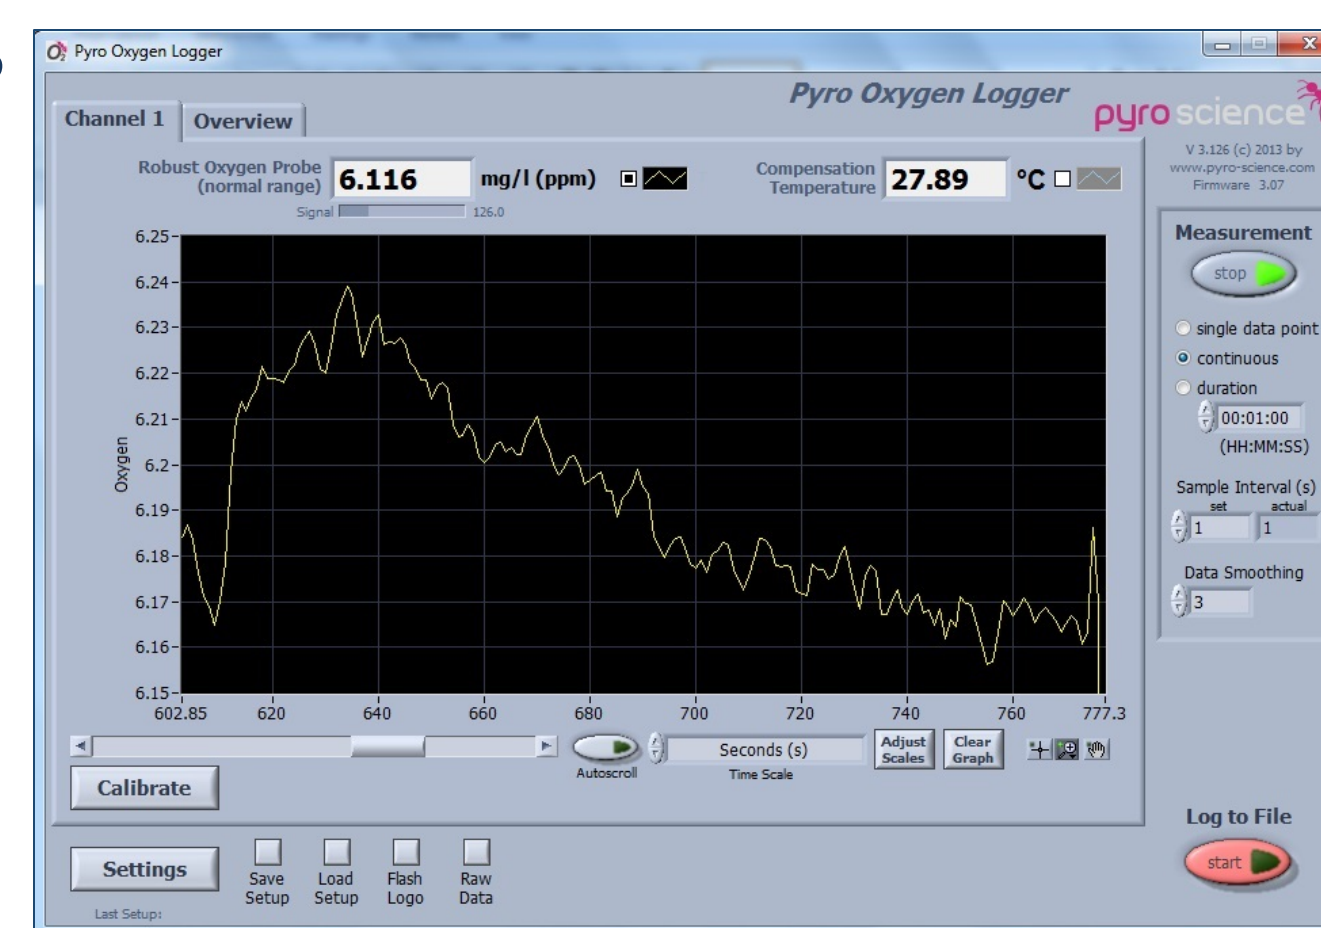 Pyro Oxygen Logger
Pyro Oxygen Logger
pyro science
Channel 1
Overview
V 3.126 (c) 2013 by
www.pyro-science.com
Firmware 3.07
Robust Oxygen Probe
(normal range)
6.116
mg/l (ppm)
Compensation
Temperature
27.89
°C
Signal
126.0
Measurement
stop
single data point
continuous
duration
00:01:00
(HH:MM:SS)
Sample Interval (s)
set actual
1 1
Data Smoothing
3
Oxygen
6.25
6.24
6.23
6.22
6.21
6.2
6.19
6.18
6.17
6.16
6.15
602.85 620 640 660 680 700 720 740 760 777.3
Autoscroll
Seconds (s)
Time Scale
Adjust
Scales
Clear
Graph
Calibrate
Log to File
start
Settings
Save
Setup
Load
Setup
Flash
Logo
Raw
Data
Last Setup: